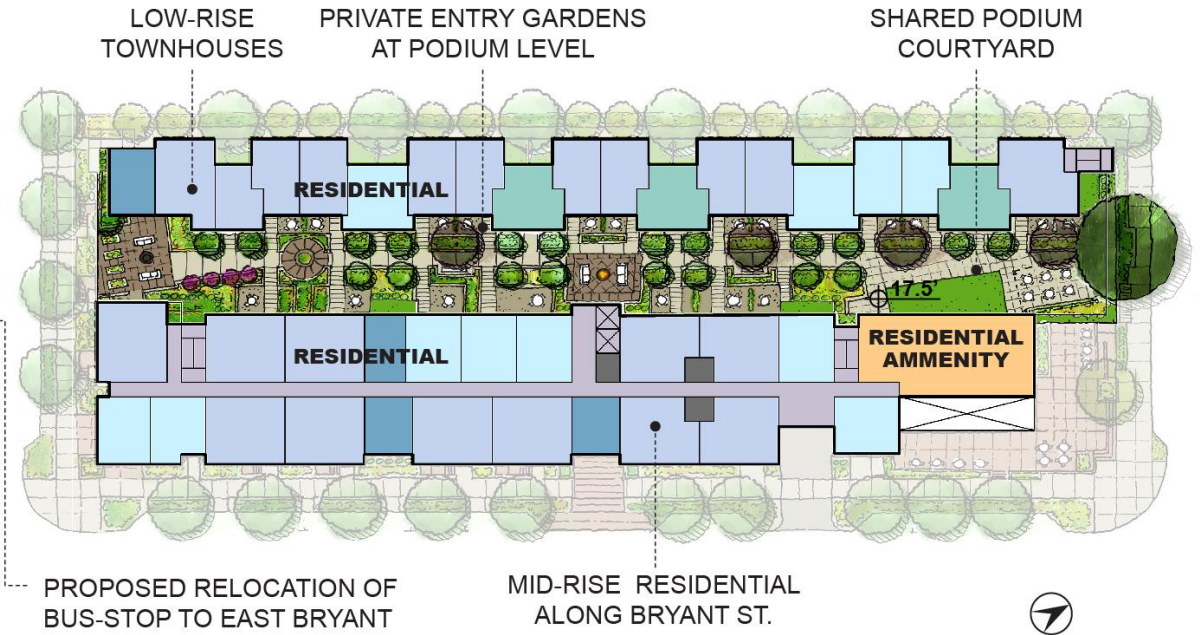 LOW-RISE
TOWNHOUSES
PRIVATE ENTRY GARDENS
AT PODIUM LEVEL
SHARED PODIUM
COURTYARD
RESIDENTIAL
17.5'
RESIDENTIAL
RESIDENTIAL
AMMENITY
PROPOSED RELOCATION OF
BUS-STOP TO EAST BRYANT
MID-RISE RESIDENTIAL
ALONG BRYANT ST.